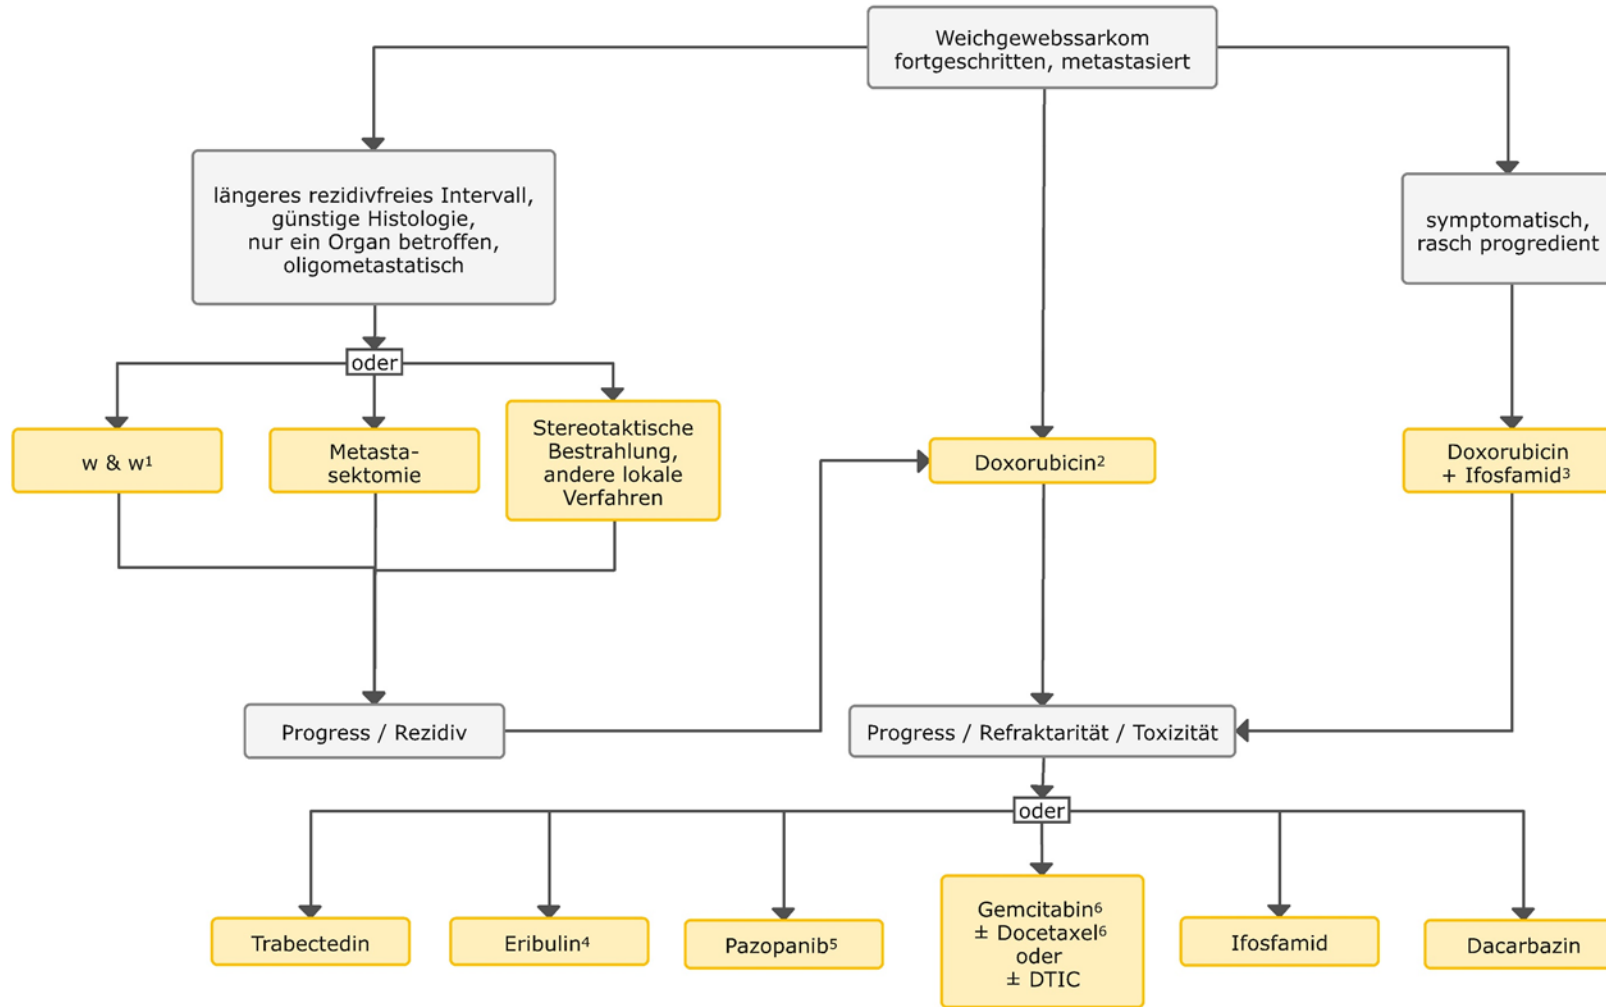 Weichgewebssarkom
fortgeschritten, metastasiert
längeres rezidivfreies Intervall,
günstige Histologie,
nur ein Organ betroffen,
oligometastatisch
symptomatisch,
rasch progredient
oder
w & w¹
Metasta-
sektomie
Stereotaktische
Bestrahlung,
andere lokale
Verfahren
Doxorubicin²
Doxorubicin
+ Ifosfamid³
Progress / Rezidiv
Progress / Refraktarität / Toxizität
oder
Trabectedin
Eribulin⁴
Pazopanib⁵
Gemcitabin⁶
± Docetaxel⁶
oder
± DTIC
Ifosfamid
Dacarbazin